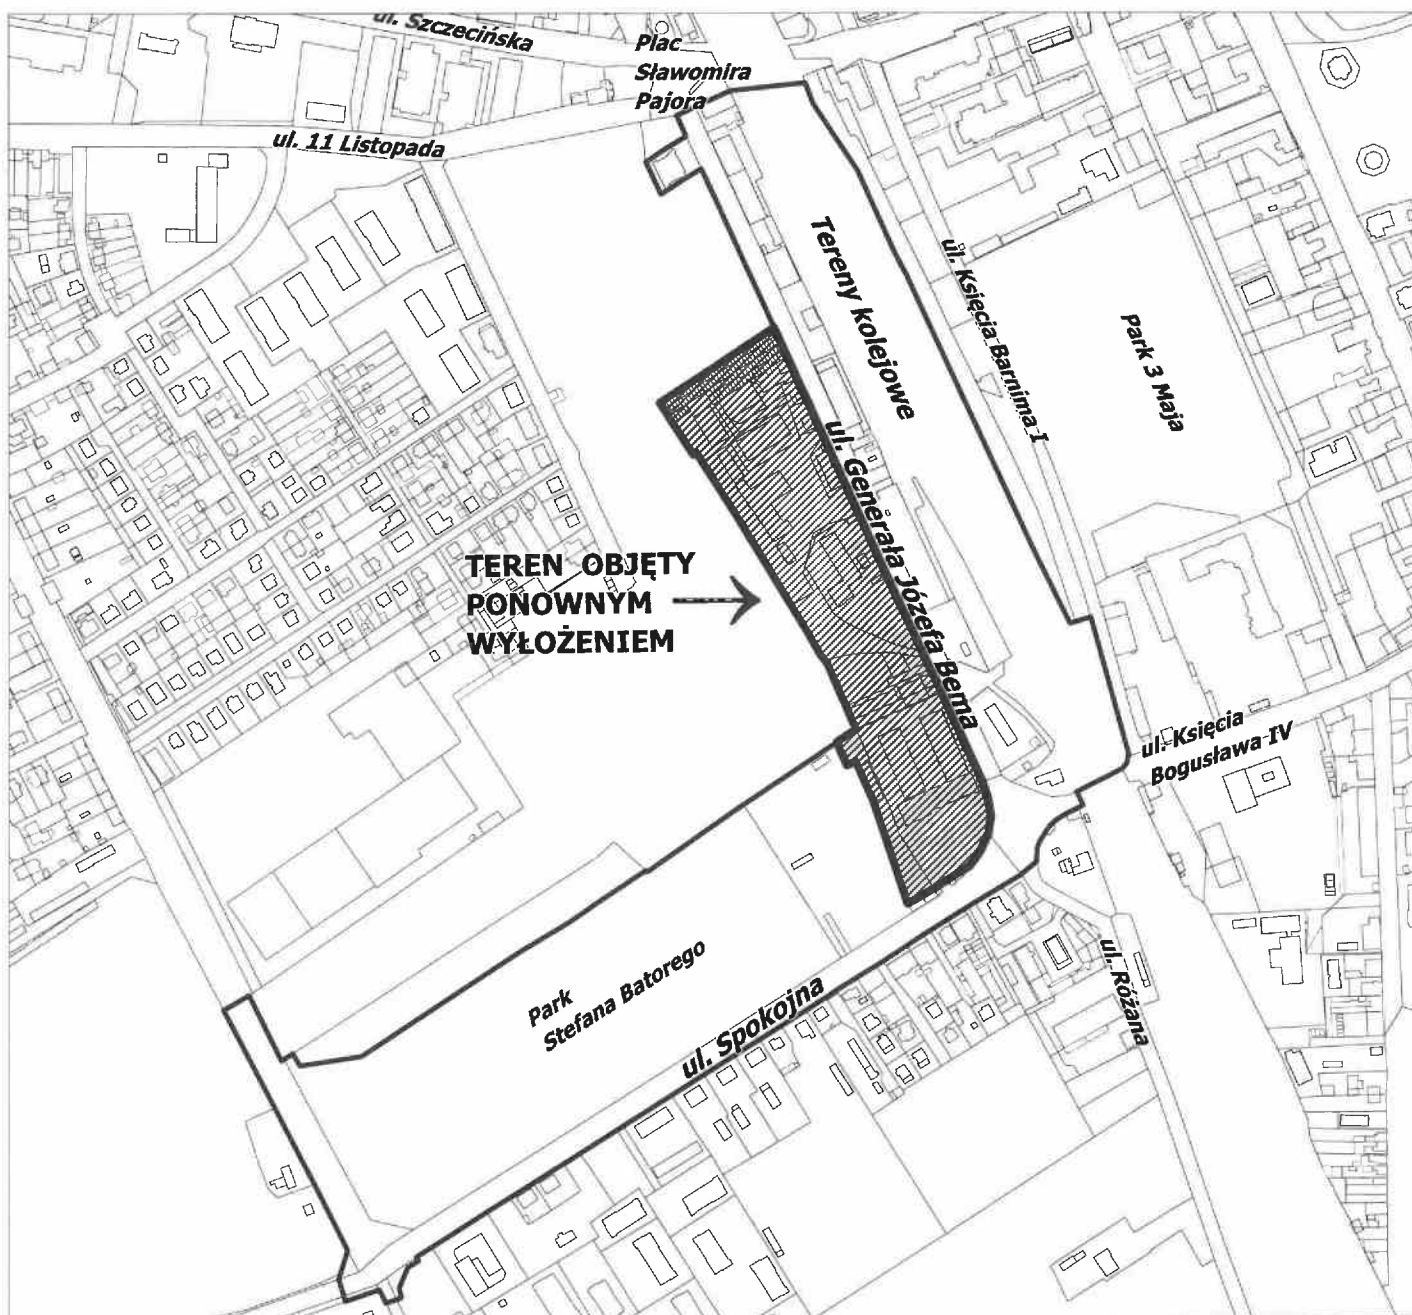 ul. Szczecińska
Plac
Sławomira
Pajora
ul. 11 Listopada
Tereny kolejowe
ul. Księcia Barnima I
Park 3 Maja
ul. Generała Józefa Bema
TEREN OBJĘTY
PONOWNYM
WYŁOŻENIEM
ul. Księcia
Bogusława IV
Park
Stefana Batorego
ul. Spokojna
ul. Różana